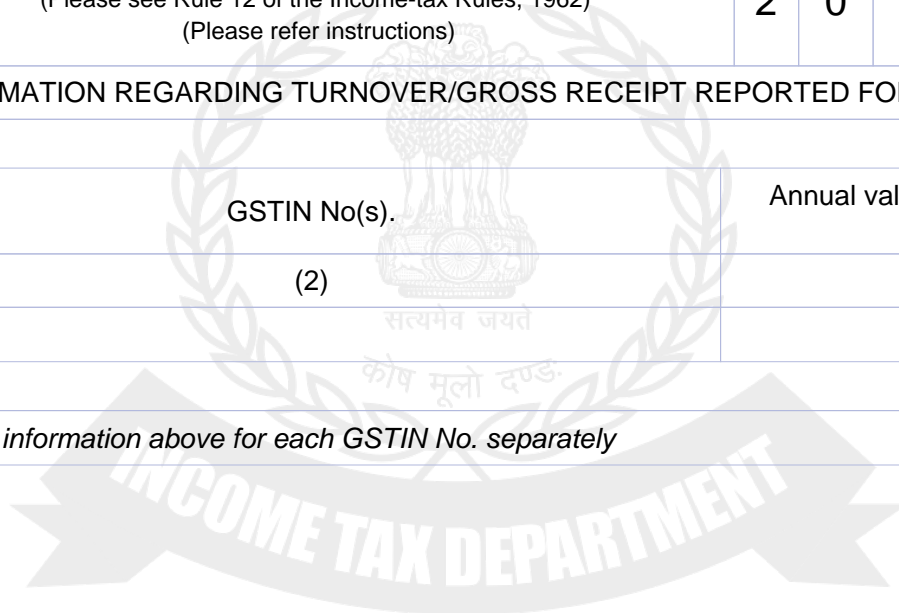 (Please see Rule 12 of the Income-tax Rules, 1962)
2 0
(Please refer instructions)
MATION REGARDING TURNOVER/GROSS RECEIPT REPORTED FO
GSTIN No(s).
Annual val
(2)
सत्यमेव जयते
कोष मूलो दण्डः
information above for each GSTIN No. separately
INCOME TAX DEPARTMENT